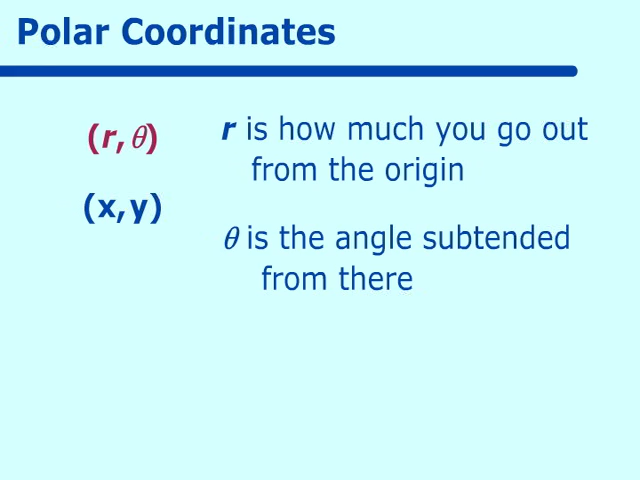 Polar Coordinates
(r, θ)
r is how much you go out
from the origin
(x,y)
θ is the angle subtended
from there